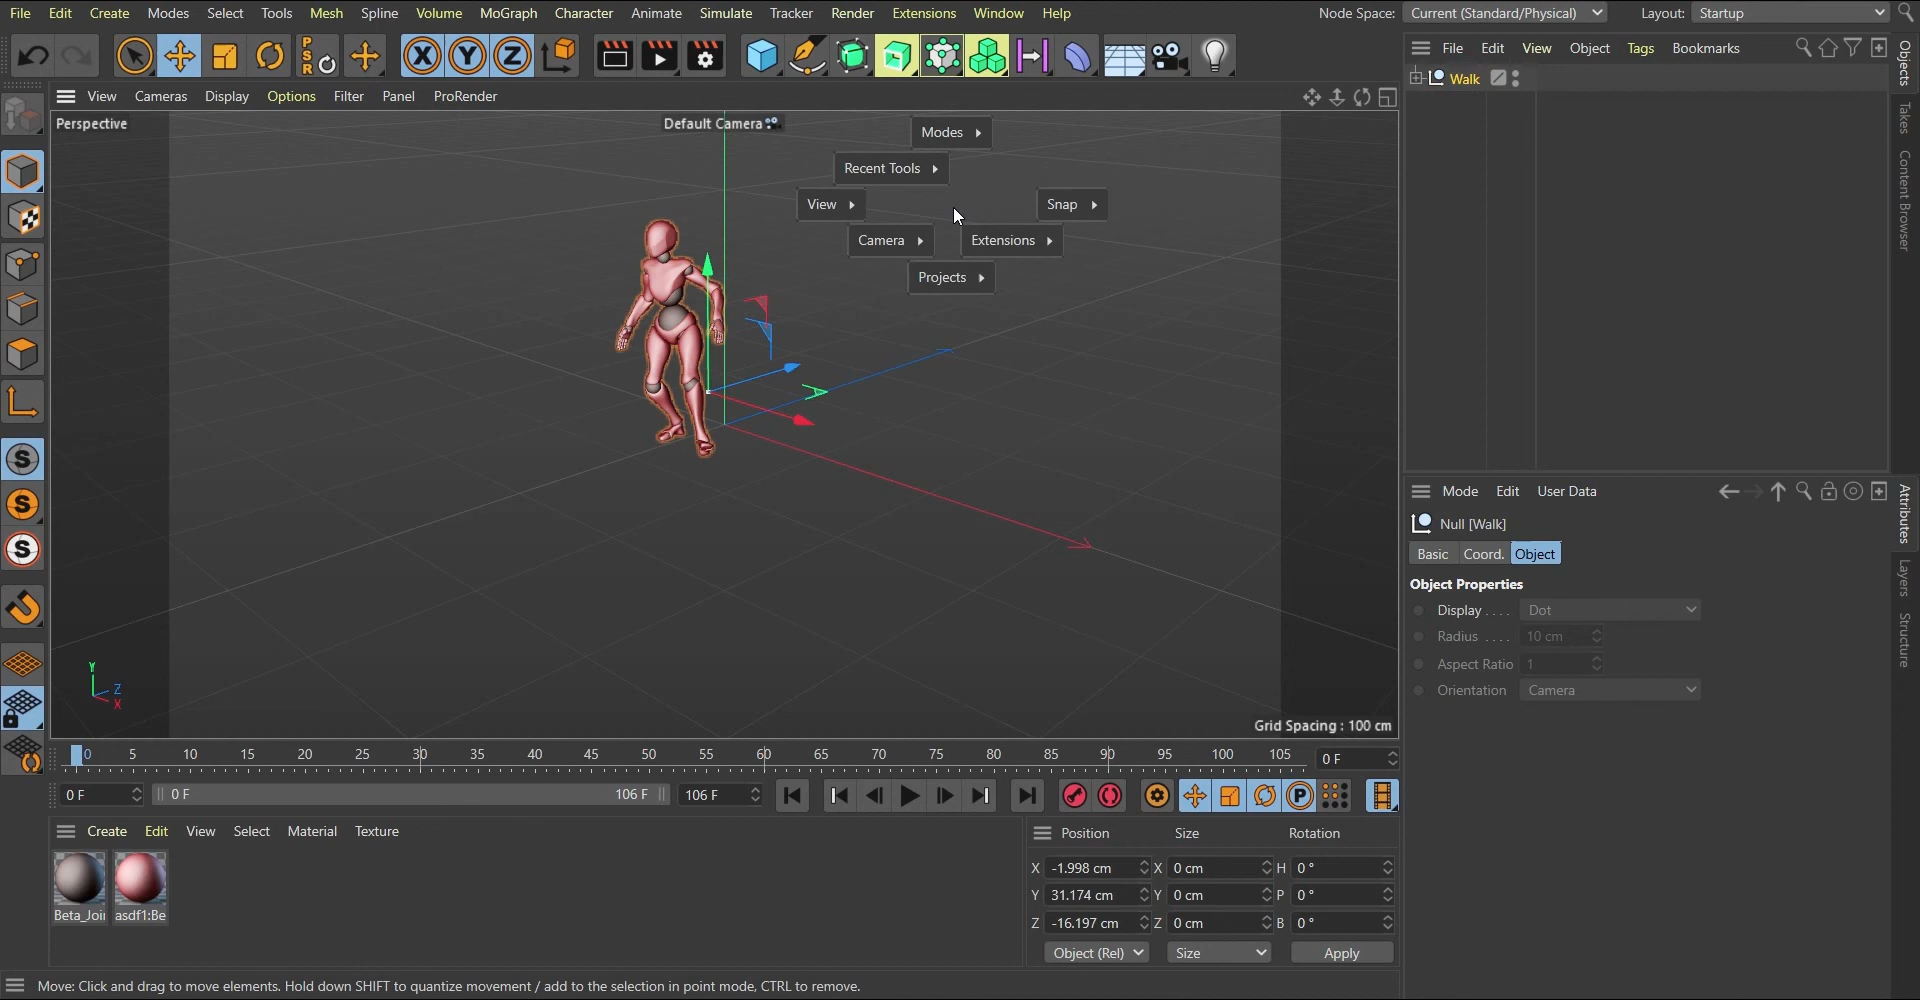 File Edit Create Modes Select Tools Mesh Spline Volume MoGraph Character Animate Simulate Tracker Render Extensions Window Help Node Space: Current (Standard/Physical) Layout: Startup
P S R X Y Z
File Edit View Object Tags Bookmarks
Walk
Objects
Takes
Content Browser
View Cameras Display Options Filter Panel ProRender
Perspective Default Camera
Modes
Recent Tools
View Snap
Camera Extensions
Projects
S
S
S
Y
Z
X
Grid Spacing : 100 cm
Mode Edit User Data
Null [Walk]
Basic Coord. Object
Object Properties
Display . . . . Dot
Radius . . . . 10 cm
Aspect Ratio 1
Orientation Camera
Attributes
Layers
Structure
0 5 10 15 20 25 30 35 40 45 50 55 60 65 70 75 80 85 90 95 100 105 0 F
0 F 0 F 106 F 106 F P
Create Edit View Select Material Texture
Beta_Joi asdf1:Be
Position Size Rotation
X -1.998 cm X 0 cm H 0 °
Y 31.174 cm Y 0 cm P 0 °
Z -16.197 cm Z 0 cm B 0 °
Object (Rel) Size Apply
Move: Click and drag to move elements. Hold down SHIFT to quantize movement / add to the selection in point mode, CTRL to remove.